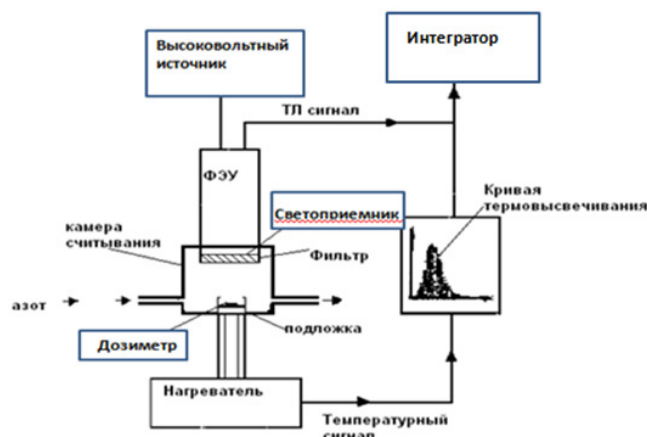 Высоковольтный
источник
Интегратор
ТЛ сигнал
ФЭУ
Кривая
термовысвечивания
Светоприемник
камера
считывания
Фильтр
азот
подложка
Дозиметр
Нагреватель
Температурный
сигнал